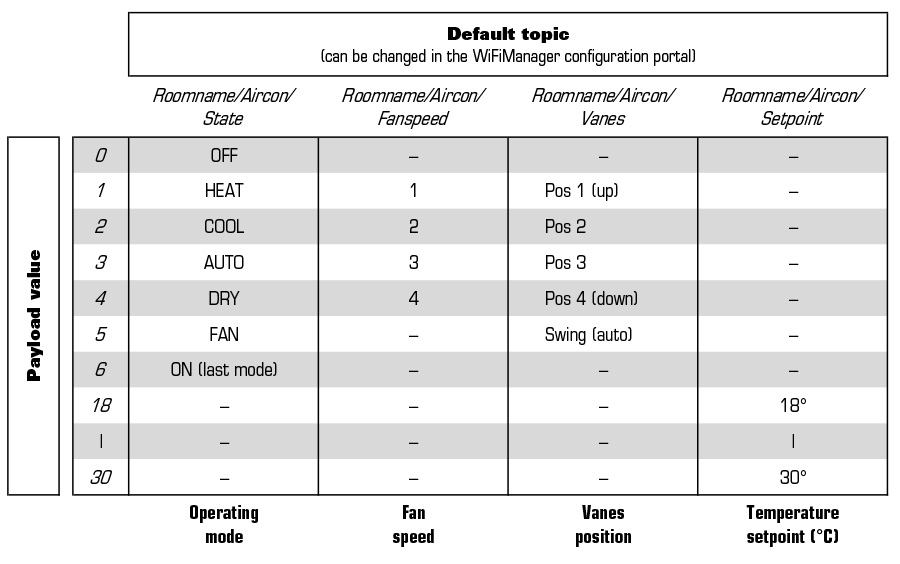 Default topic
(can be changed in the WiFiManager configuration portal)
Roomname/Aircon/ Roomname/Aircon/ Roomname/Aircon/ Roomname/Aircon/
State Fanspeed Vanes Setpoint
Payload value
0 OFF – – –
1 HEAT 1 Pos 1 (up) –
2 COOL 2 Pos 2 –
3 AUTO 3 Pos 3 –
4 DRY 4 Pos 4 (down) –
5 FAN – Swing (auto) –
6 ON (last mode) – – –
18 – – – 18°
| – – – |
30 – – – 30°
Operating Fan Vanes Temperature
mode speed position setpoint (°C)